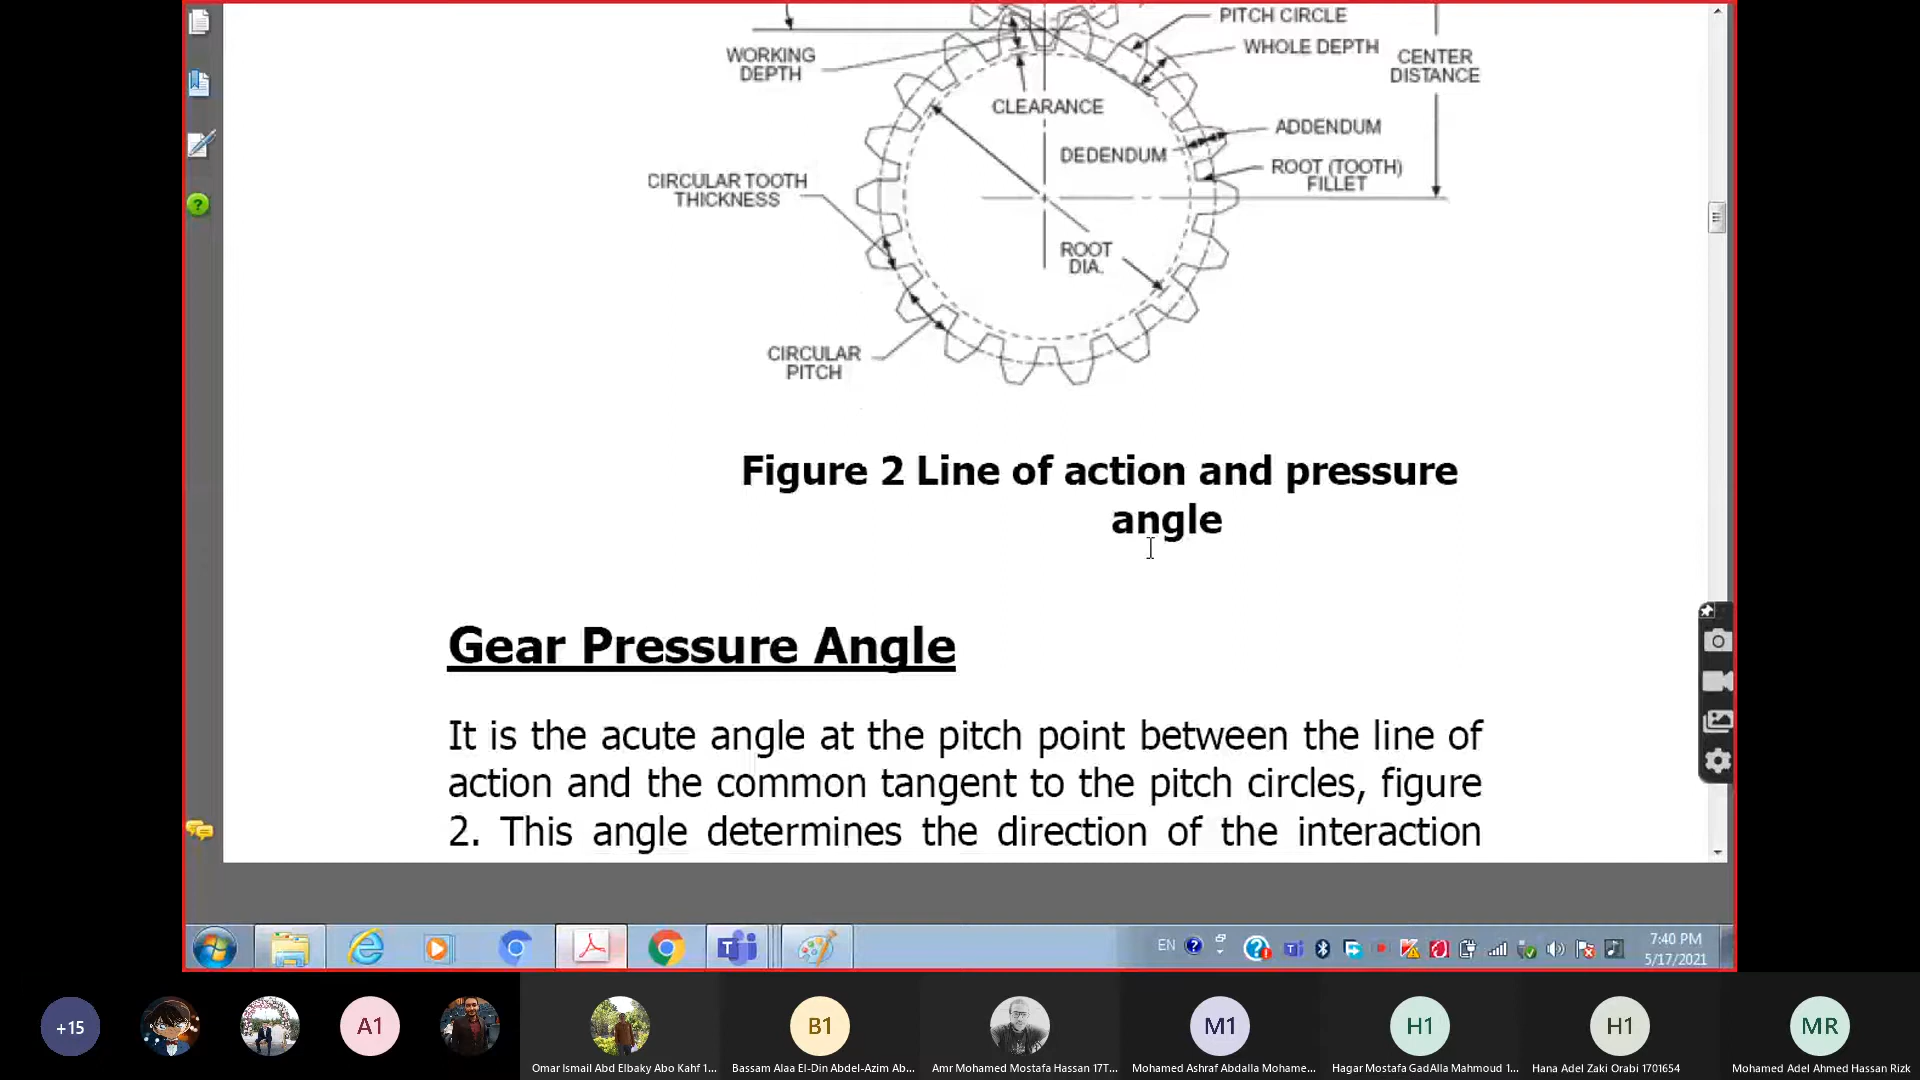 PITCH CIRCLE
WHOLE DEPTH
WORKING
DEPTH
CENTER
DISTANCE
CLEARANCE
ADDENDUM
DEDENDUM
ROOT (TOOTH)
FILLET
CIRCULAR TOOTH
THICKNESS
ROOT
DIA.
CIRCULAR
PITCH
Figure 2 Line of action and pressure
angle
Gear Pressure Angle
It is the acute angle at the pitch point between the line of
action and the common tangent to the pitch circles, figure
2. This angle determines the direction of the interaction
EN
7:40 PM
5/17/2021
+15
A1
B1
M1
H1
H1
MR
Omar Ismail Abd Elbaky Abo Kahf 1...
Bassam Alaa El-Din Abdel-Azim Ab...
Amr Mohamed Mostafa Hassan 17T...
Mohamed Ashraf Abdalla Mohame...
Hagar Mostafa GadAlla Mahmoud 1...
Hana Adel Zaki Orabi 1701654
Mohamed Adel Ahmed Hassan Rizk